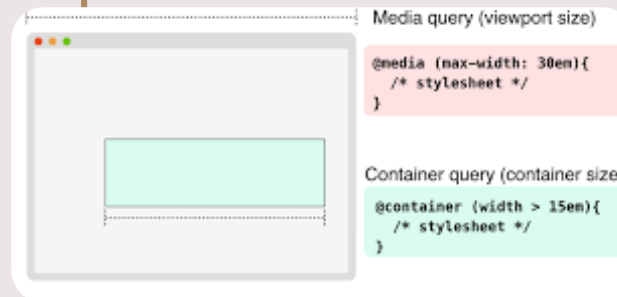 Media query (viewport size)
@media (max-width: 30em){
/* stylesheet */
}
Container query (container size
@container (width > 15em){
/* stylesheet */
}